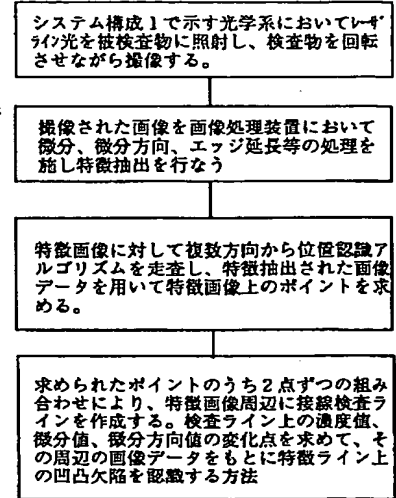 システム構成１で示す光学系においてﾚｰｻﾞ
ﾗｲﾝ光を被検査物に照射し、検査物を回転
させながら撮像する。
撮像された画像を画像処理装置において
微分、微分方向、エッジ延長等の処理を
施し特徴抽出を行なう
特徴画像に対して複数方向から位置認識ア
ルゴリズムを走査し、特徴抽出された画像
データを用いて特徴画像上のポイントを求
める。
求められたポイントのうち２点ずつの組み
合わせにより、特徴画像周辺に接線検査ラ
インを作成する。検査ライン上の濃度値、
微分値、微分方向値の変化点を求めて、そ
の周辺の画像データをもとに特徴ライン上
の凹凸欠陥を認識する方法